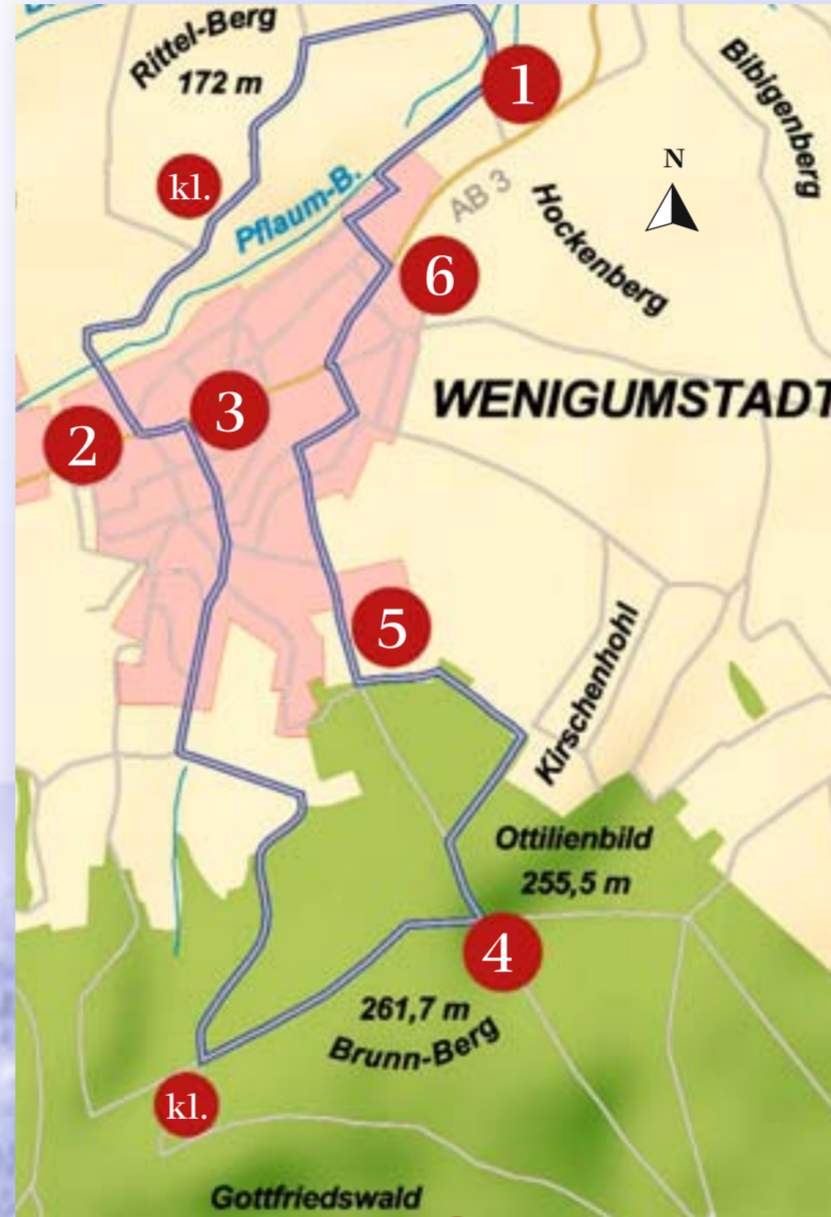 Rittel-Berg
172 m
1
Bibigenberg
N
kl.
Pflaum-B.
AB 3
Hockenberg
6
WENIGUMSTADT
3
2
5
Kirschenhohl
Ottilienbild
255,5 m
4
261,7 m
Brunn-Berg
kl.
Gottfriedswald